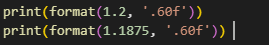 print(format(1.2, '.60f'))
print(format(1.1875, '.60f'))